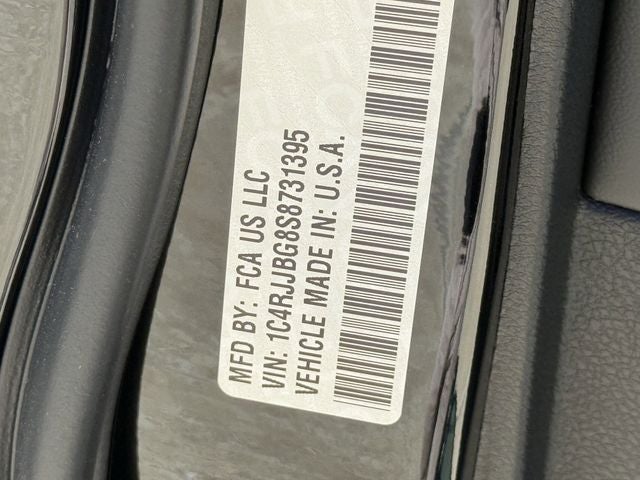 MFD BY: FCA US LLC
VIN: 1C4RJJBG8S8731395
VEHICLE MADE IN: U.S.A.